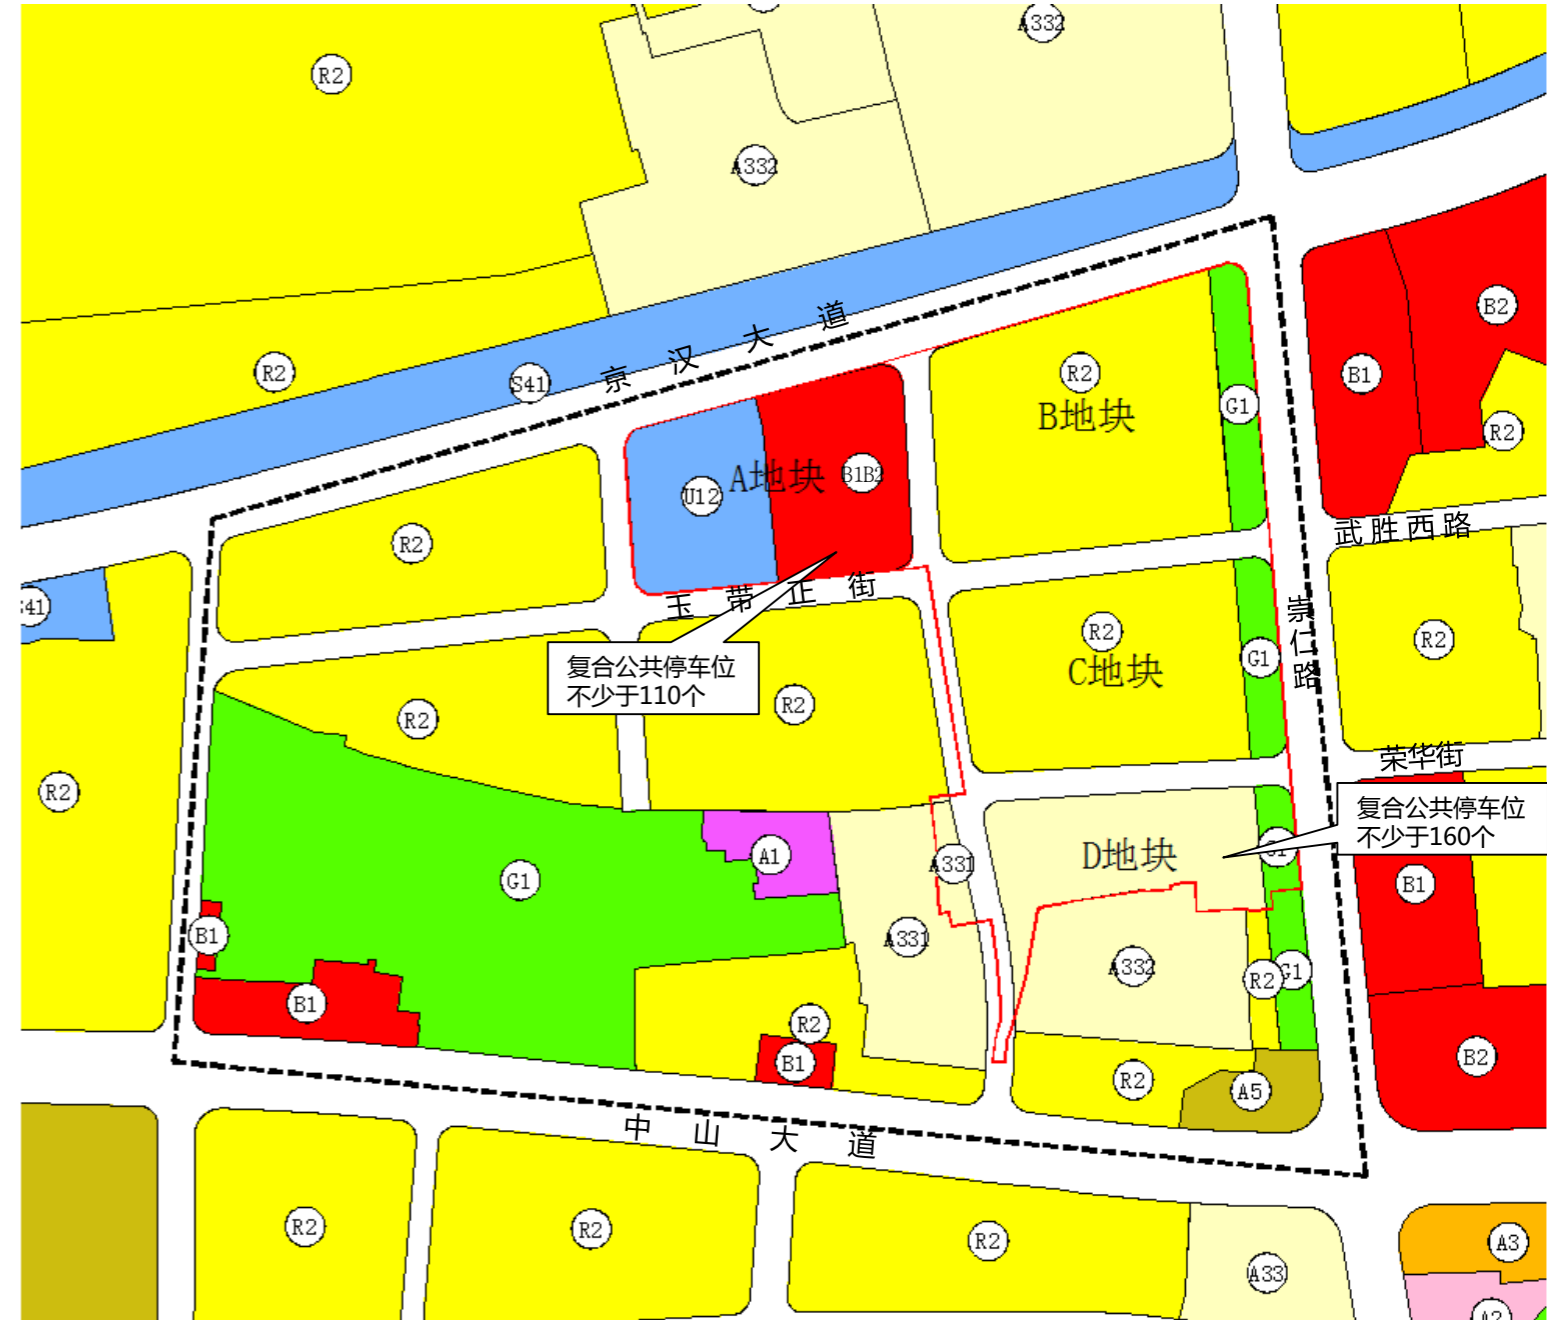 A332
R2
A332
B2
京汉大道
R2
B1
S41
R2
G1
B地块
R2
A地块
B1B2
U12
武胜西路
R2
玉带正街
崇仁路
S41
R2
R2
C地块
G1
复合公共停车位
不少于110个
R2
R2
荣华街
R2
复合公共停车位
不少于160个
D地块
G1
A1
A331
G1
B1
B1
A331
A332
R2
G1
B1
R2
B1
B2
R2
A5
中山大道
R2
R2
R2
A3
A33
A2